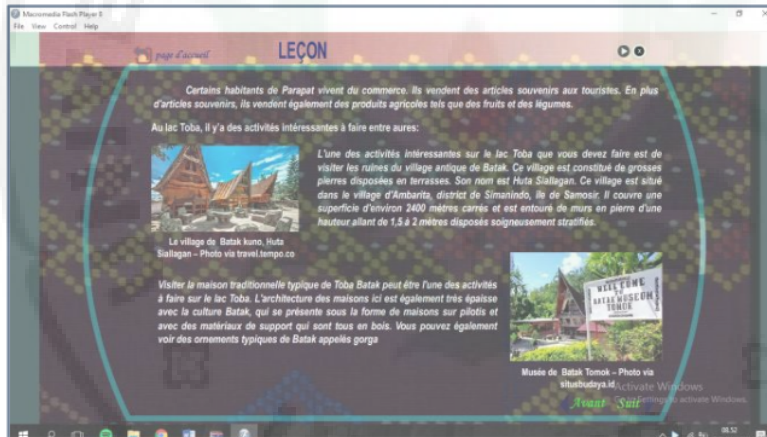 Macromedia Flash Player 8
File View Control Help
page d'accueil
LEÇON
Certains habitants de Parapat vivent du commerce. Ils vendent des articles souvenirs aux touristes. En plus
d'articles souvenirs, ils vendent également des produits agricoles tels que des fruits et des légumes.
Au lac Toba, il y'a des activités intéressantes à faire entre aures:
L'une des activités intéressantes sur le lac Toba que vous devez faire est de
visiter les ruines du village antique de Batak. Ce village est constitué de grosses
pierres disposées en terrasses. Son nom est Huta Siallagan. Ce village est situé
dans le village d'Ambarita, district de Simanindo, île de Samosir. Il couvre une
superficie d'environ 2400 mètres carrés et est entouré de murs en pierre d'une
hauteur allant de 1,5 à 2 mètres disposés soigneusement stratifiés.
Le village de Batak kuno, Huta
Siallagan – Photo via travel.tempo.co
Visiter la maison traditionnelle typique de Toba Batak peut être l'une des activités
à faire sur le lac Toba. L'architecture des maisons ici est également très épaisse
avec la culture Batak, qui se présente sous la forme de maisons sur pilotis et
avec des matériaux de support qui sont tous en bois. Vous pouvez également
voir des ornements typiques de Batak appelés gorga
WELCOME
TO
BATAK MUSEUM
TOMOK
Musée de Batak Tomok – Photo via
situsbudaya.id
Activate Windows
Go to Settings to activate Windows.
Avant Suit
08.52